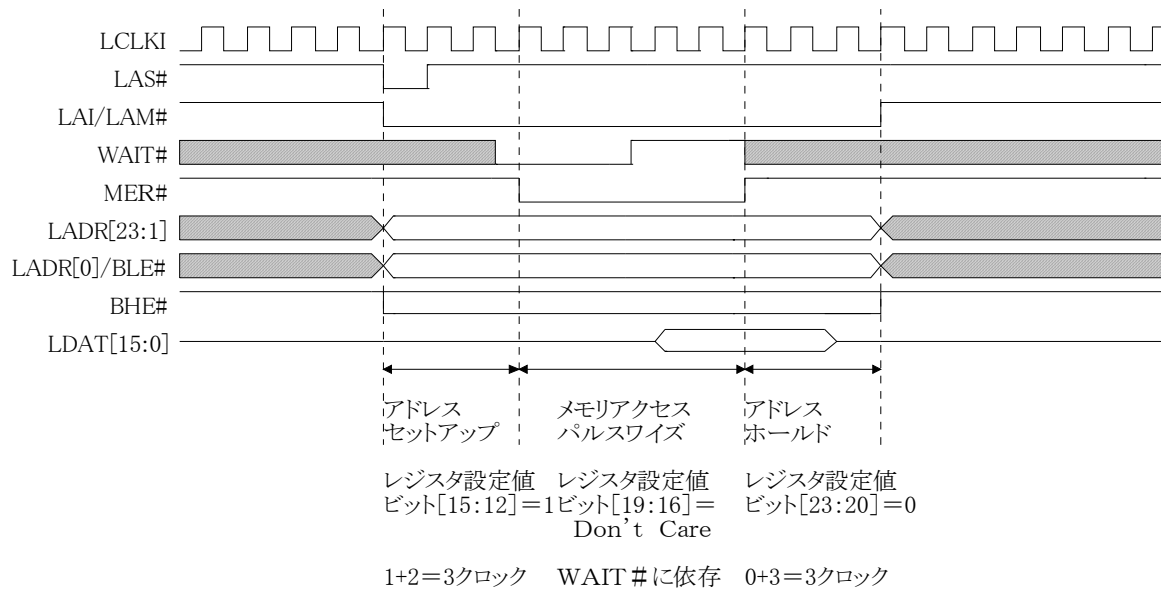 LCLKI
LAS#
LAI/LAM#
WAIT#
MER#
LADR[23:1]
LADR[0]/BLE#
BHE#
LDAT[15:0]
アドレス
セットアップ
メモリアクセス
パルスワイズ
アドレス
ホールド
レジスタ設定値
ビット[15:12]=1
レジスタ設定値
ビット[19:16]=
Don't Care
レジスタ設定値
ビット[23:20]=0
1+2=3クロック
WAIT#に依存
0+3=3クロック